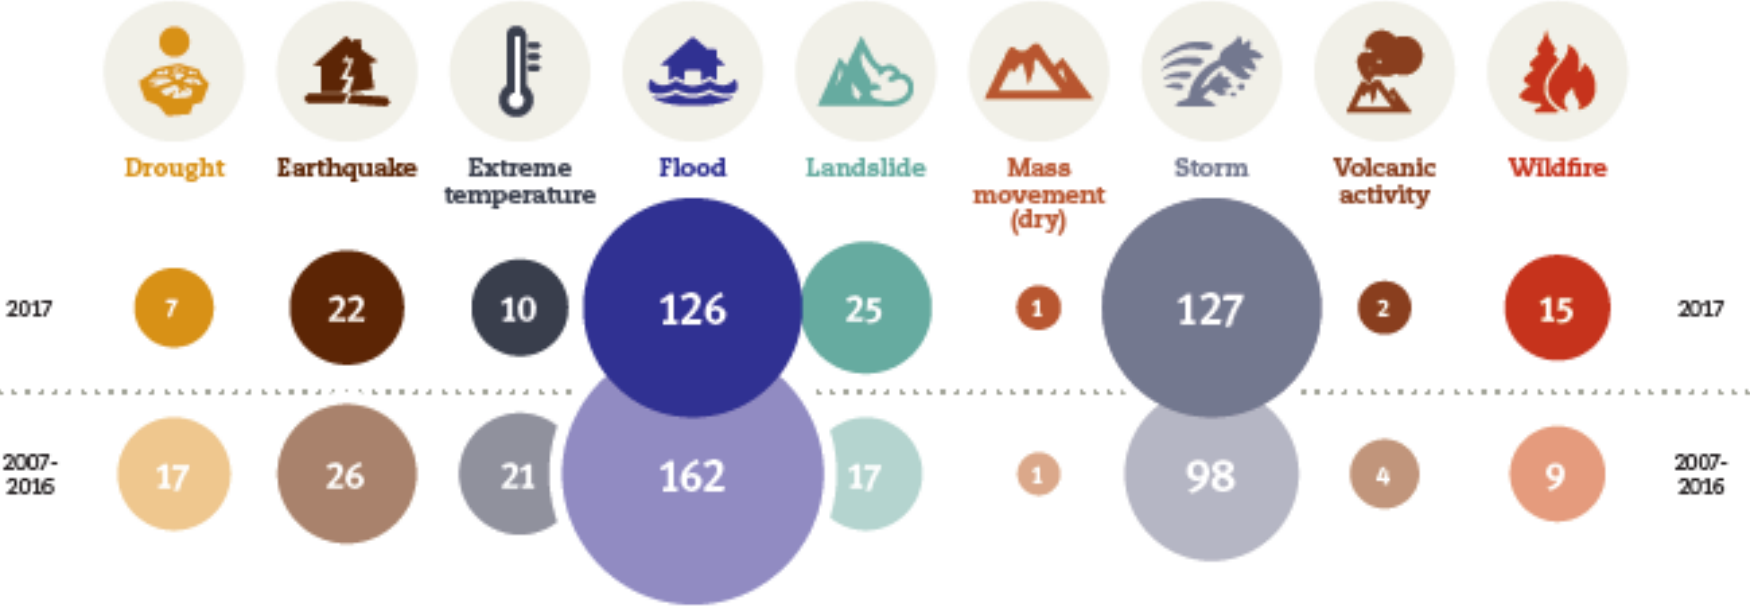 Drought
Earthquake
Extreme
temperature
Flood
Landslide
Mass
movement
(dry)
Storm
Volcanic
activity
Wildfire
2017 7 22 10 126 25 1 127 2 15 2017
2007-
2016
17 26 21 162 17 1 98 4 9
2007-
2016